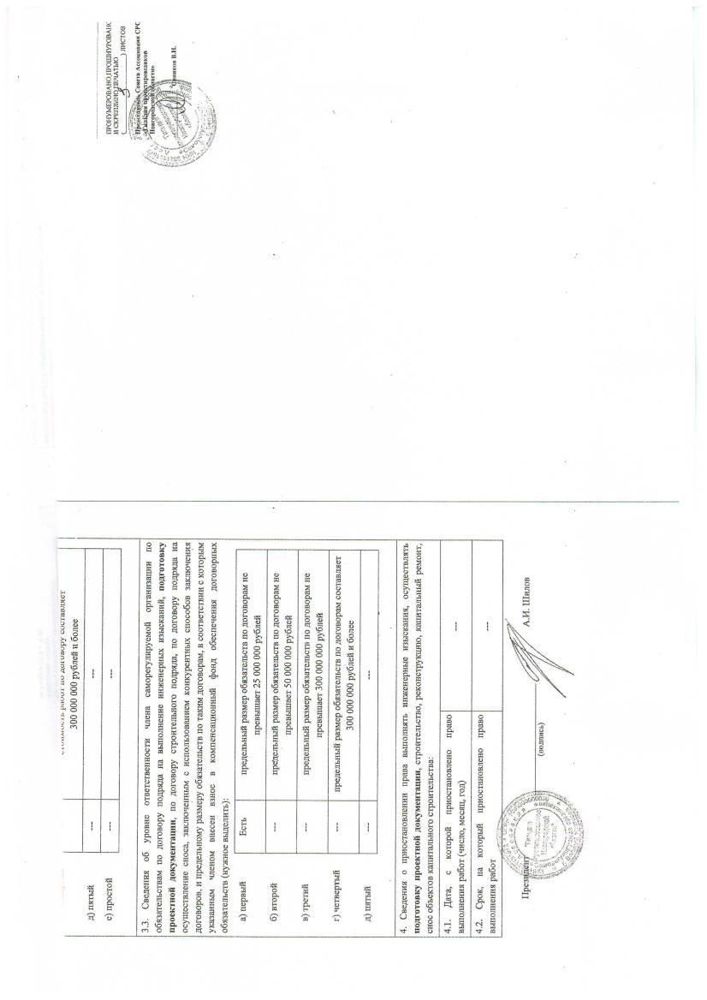 стоимость работ по договору составляет
300 000 000 рублей и более
д) пятый --- ---
е) простой --- ---
3.3. Сведения об уровне ответственности члена саморегулируемой организации по
обязательствам по договору подряда на выполнение инженерных изысканий, подготовку
проектной документации, по договору строительного подряда, по договору подряда на
осуществление сноса, заключенным с использованием конкурентных способов заключения
договоров, и предельному размеру обязательств по таким договорам, в соответствии с которым
указанным членом внесен взнос в компенсационный фонд обеспечения договорных
обязательств (нужное выделить):
а) первый Есть предельный размер обязательств по договорам не
превышает 25 000 000 рублей
б) второй --- предельный размер обязательств по договорам не
превышает 50 000 000 рублей
в) третий --- предельный размер обязательств по договорам не
превышает 300 000 000 рублей
г) четвертый --- предельный размер обязательств по договорам составляет
300 000 000 рублей и более
д) пятый --- ---
4. Сведения о приостановлении права выполнять инженерные изыскания, осуществлять
подготовку проектной документации, строительство, реконструкцию, капитальный ремонт,
снос объектов капитального строительства:
4.1. Дата, с которой приостановлено право ---
выполнения работ (число, месяц, год)
4.2. Срок, на который приостановлено право ---
выполнения работ
Президент А.И. Шилов
(подпись)
ПРОНУМЕРОВАНО,ПРОШНУРОВАНО
И СКРЕПЛЕНО ПЕЧАТЬЮ
( 3 ) ЛИСТОВ
Председатель Совета Ассоциация СРО
«Гильдия проектировщиков
Новгородской области»
В.Н.